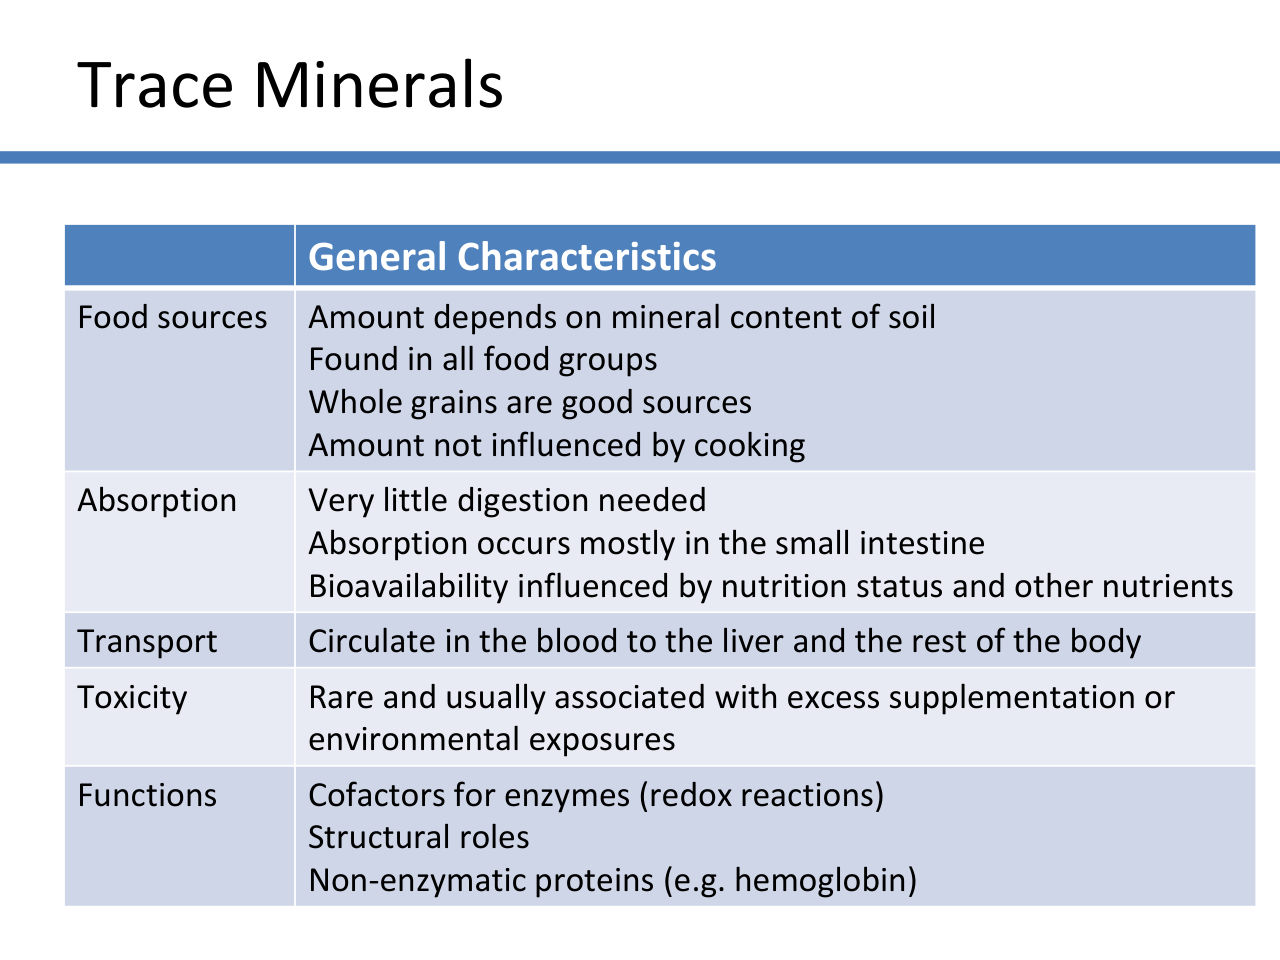 Trace Minerals
General Characteristics
Food sources
Amount depends on mineral content of soil
Found in all food groups
Whole grains are good sources
Amount not influenced by cooking
Absorption
Very little digestion needed
Absorption occurs mostly in the small intestine
Bioavailability influenced by nutrition status and other nutrients
Transport
Circulate in the blood to the liver and the rest of the body
Toxicity
Rare and usually associated with excess supplementation or
environmental exposures
Functions
Cofactors for enzymes (redox reactions)
Structural roles
Non-enzymatic proteins (e.g. hemoglobin)